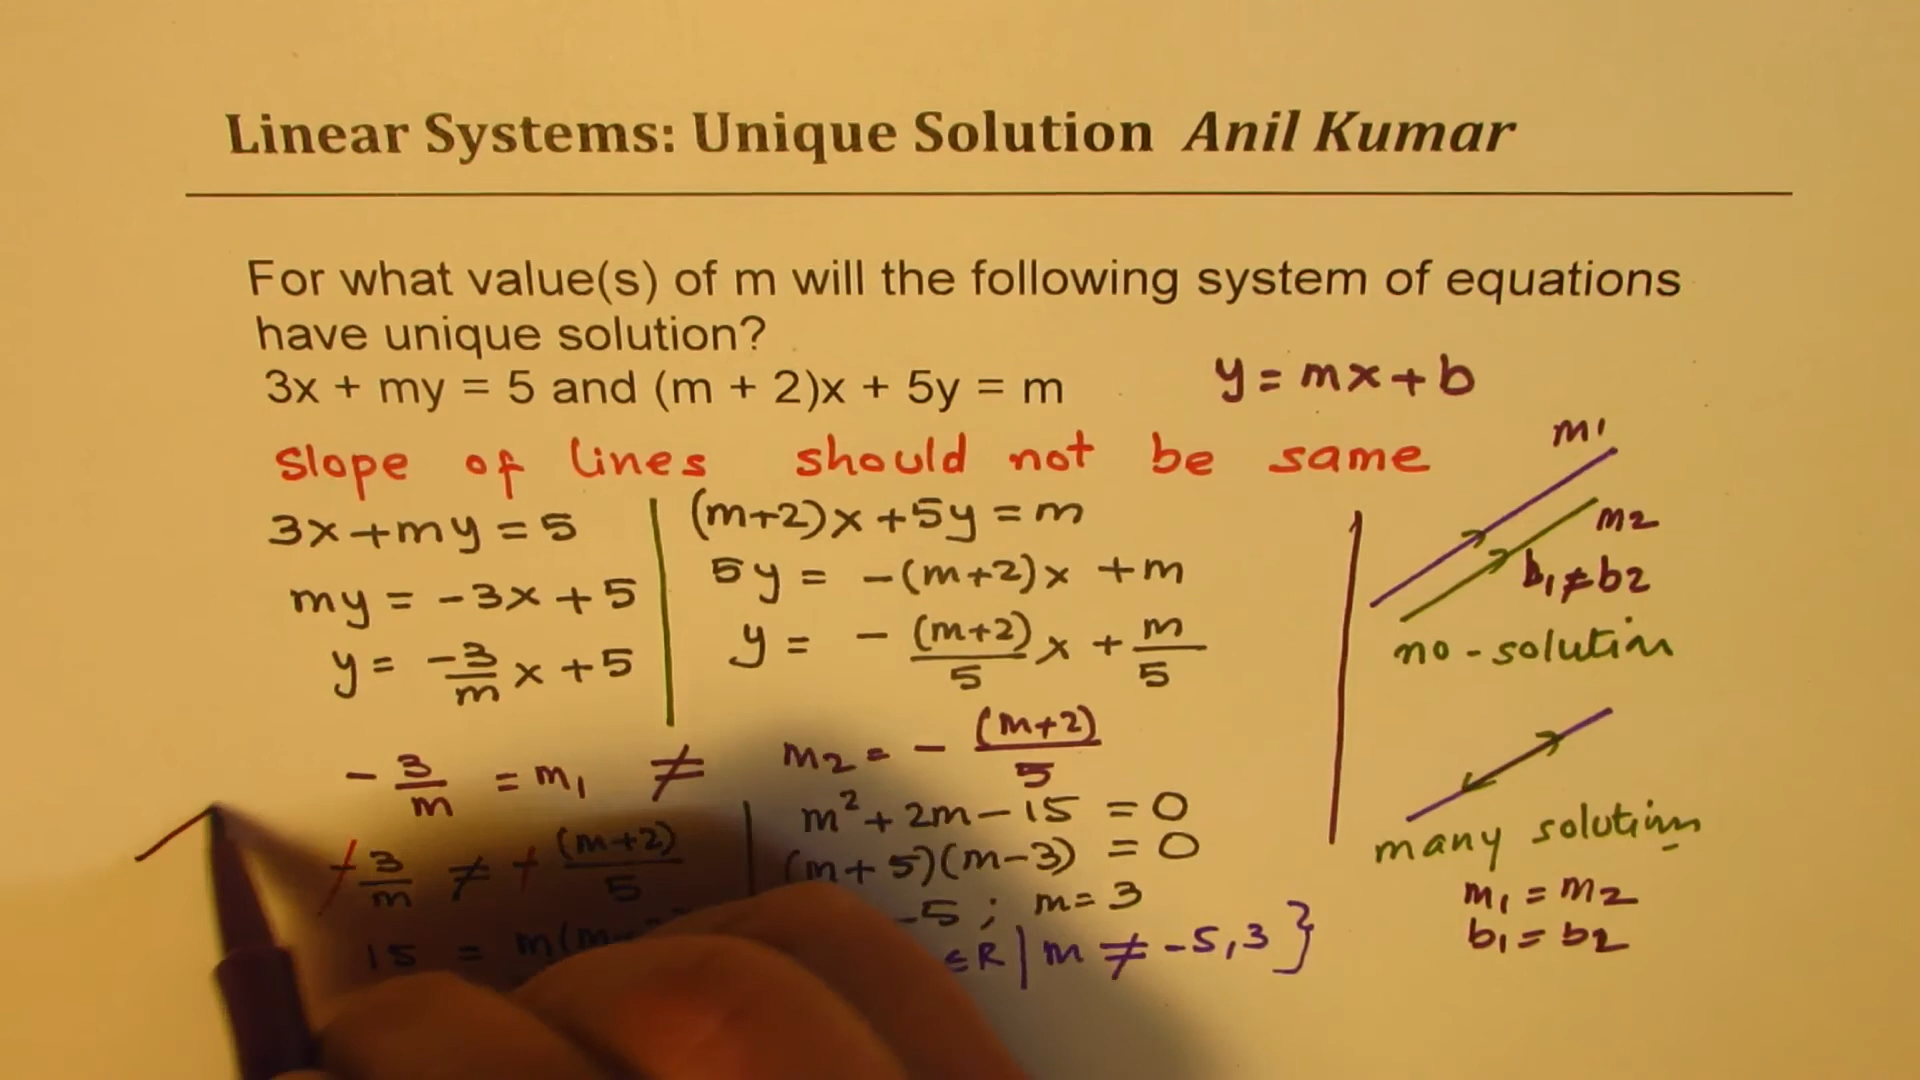 Linear Systems: Unique Solution Anil Kumar
For what value(s) of m will the following system of equations
have unique solution?
3x + my = 5 and (m + 2)x + 5y = m
y = mx + b
Slope of lines should not be same
3x + my = 5
my = -3x + 5
y = -3/m x + 5
(m+2)x + 5y = m
5y = -(m+2)x + m
y = -(m+2)/5 x + m/5
-3/m = m₁ ≠ m₂ = -(m+2)/5
-3/m ≠ -(m+2)/5
15 = m(m
m² + 2m - 15 = 0
(m+5)(m-3) = 0
-5 ; m = 3
∈R | m ≠ -5,3 }
m₁
m₂
b₁ ≠ b₂
no-solution
many solutions
m₁ = m₂
b₁ = b₂